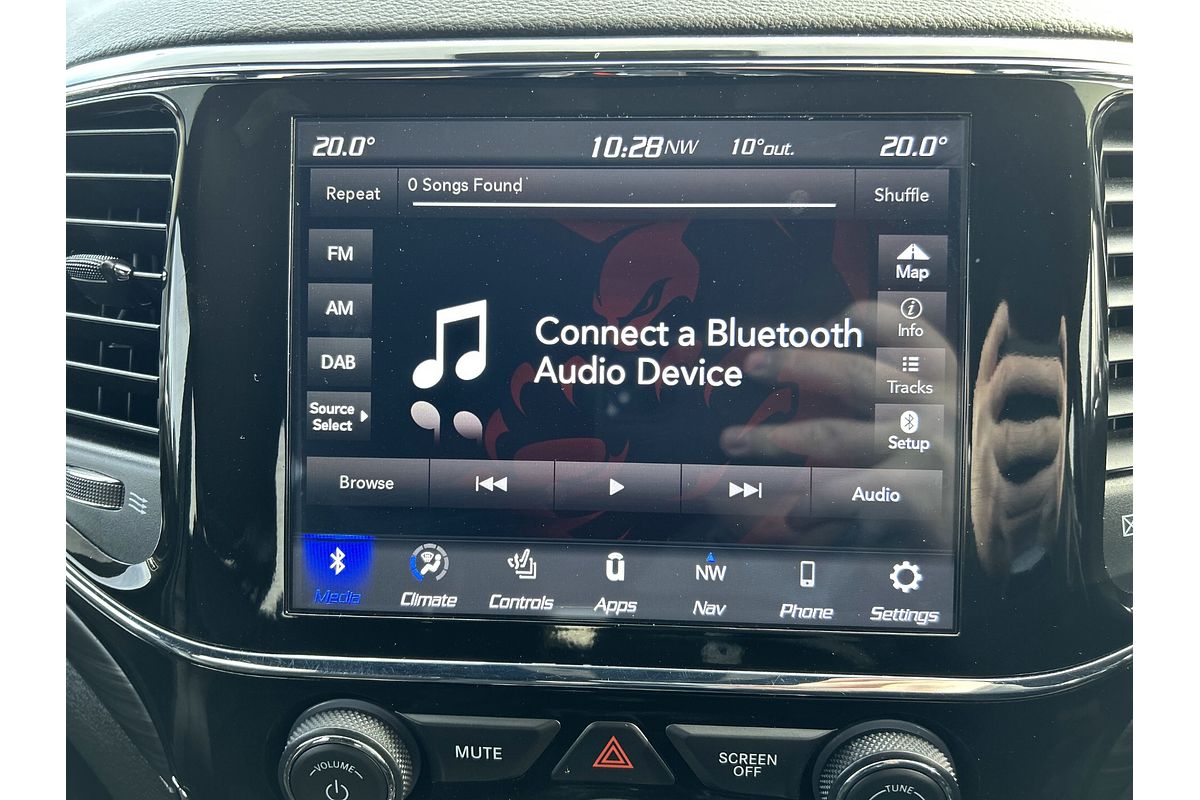 20.0° 10:28 NW 10°out. 20.0°
Repeat 0 Songs Found Shuffle
FM
AM
DAB
Source
Select
Connect a Bluetooth
Audio Device
Map
Info
Tracks
Setup
Browse Audio
NW
Media Climate Controls Apps Nav Phone Settings
VOLUME
MUTE
SCREEN
OFF
TUNE